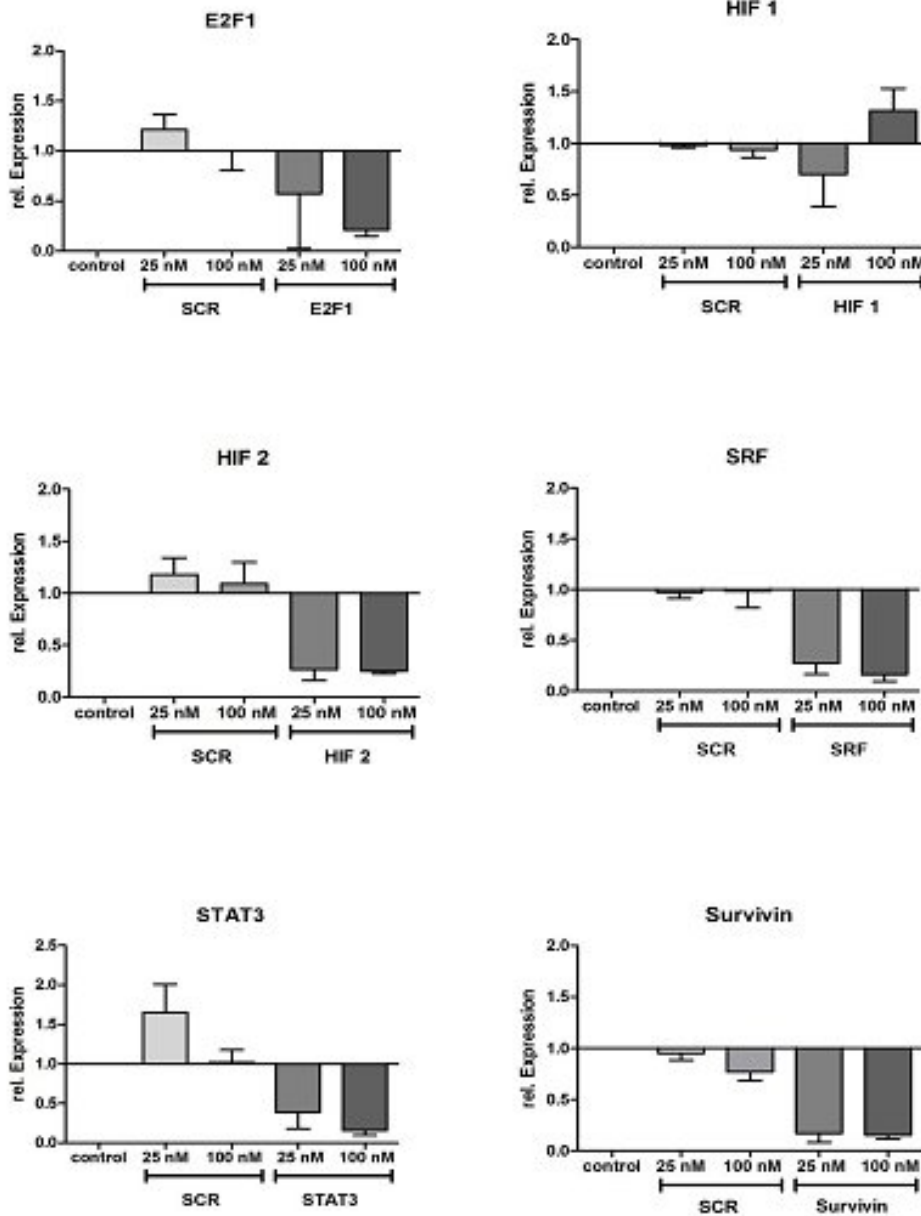 E2F1
rel. Expression
2.0
1.5
1.0
0.5
0.0
control 25 nM 100 nM 25 nM 100 nM
SCR E2F1
HIF 1
rel. Expression
2.0
1.5
1.0
0.5
0.0
control 25 nM 100 nM 25 nM 100 nM
SCR HIF 1
HIF 2
rel. Expression
2.0
1.5
1.0
0.5
0.0
control 25 nM 100 nM 25 nM 100 nM
SCR HIF 2
SRF
rel. Expression
2.0
1.5
1.0
0.5
0.0
control 25 nM 100 nM 25 nM 100 nM
SCR SRF
STAT3
rel. Expression
2.5
2.0
1.5
1.0
0.5
0.0
control 25 nM 100 nM 25 nM 100 nM
SCR STAT3
Survivin
rel. Expression
2.0
1.5
1.0
0.5
0.0
control 25 nM 100 nM 25 nM 100 nM
SCR Survivin